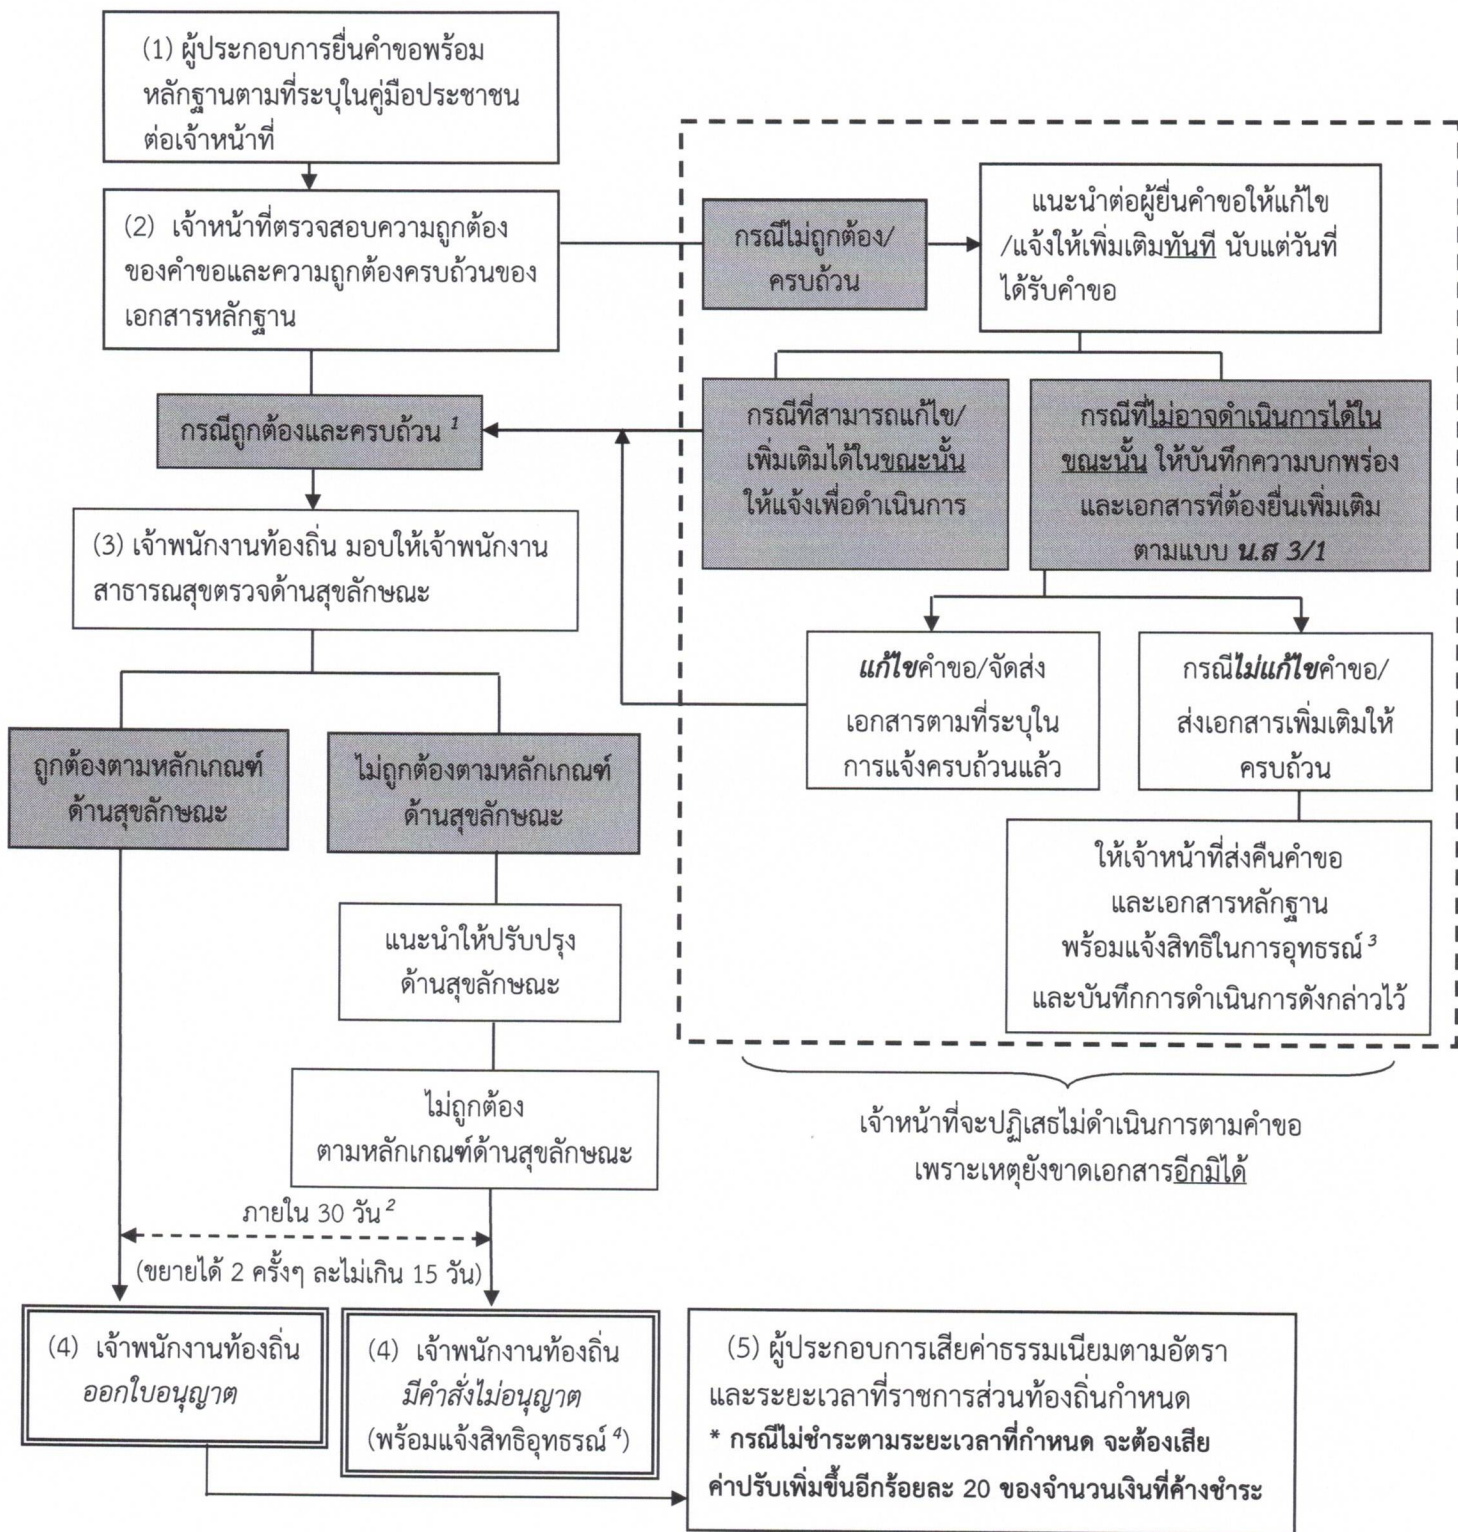 (1) ผู้ประกอบการยื่นคำขอพร้อม
หลักฐานตามที่ระบุในคู่มือประชาชน
ต่อเจ้าหน้าที่
(2) เจ้าหน้าที่ตรวจสอบความถูกต้อง
ของคำขอและความถูกต้องครบถ้วนของ
เอกสารหลักฐาน
กรณีไม่ถูกต้อง/
ครบถ้วน
แนะนำต่อผู้ยื่นคำขอให้แก้ไข
/แจ้งให้เพิ่มเติมทันที นับแต่วันที่
ได้รับคำขอ
กรณีถูกต้องและครบถ้วน 1
กรณีที่สามารถแก้ไข/
เพิ่มเติมได้ในขณะนั้น
ให้แจ้งเพื่อดำเนินการ
กรณีที่ไม่อาจดำเนินการได้ใน
ขณะนั้น ให้บันทึกความบกพร่อง
และเอกสารที่ต้องยื่นเพิ่มเติม
ตามแบบ น.ส 3/1
(3) เจ้าพนักงานท้องถิ่น มอบให้เจ้าพนักงาน
สาธารณสุขตรวจด้านสุขลักษณะ
แก้ไขคำขอ/จัดส่ง
เอกสารตามที่ระบุใน
การแจ้งครบถ้วนแล้ว
กรณีไม่แก้ไขคำขอ/
ส่งเอกสารเพิ่มเติมให้
ครบถ้วน
ถูกต้องตามหลักเกณฑ์
ด้านสุขลักษณะ
ไม่ถูกต้องตามหลักเกณฑ์
ด้านสุขลักษณะ
ให้เจ้าหน้าที่ส่งคืนคำขอ
และเอกสารหลักฐาน
พร้อมแจ้งสิทธิในการอุทธรณ์ 3
และบันทึกการดำเนินการดังกล่าวไว้
แนะนำให้ปรับปรุง
ด้านสุขลักษณะ
ไม่ถูกต้อง
ตามหลักเกณฑ์ด้านสุขลักษณะ
เจ้าหน้าที่จะปฏิเสธไม่ดำเนินการตามคำขอ
เพราะเหตุยังขาดเอกสารอีกมิได้
ภายใน 30 วัน 2
(ขยายได้ 2 ครั้งๆ ละไม่เกิน 15 วัน)
(4) เจ้าพนักงานท้องถิ่น
ออกใบอนุญาต
(4) เจ้าพนักงานท้องถิ่น
มีคำสั่งไม่อนุญาต
(พร้อมแจ้งสิทธิอุทธรณ์ 4)
(5) ผู้ประกอบการเสียค่าธรรมเนียมตามอัตรา
และระยะเวลาที่ราชการส่วนท้องถิ่นกำหนด
* กรณีไม่ชำระตามระยะเวลาที่กำหนด จะต้องเสีย
ค่าปรับเพิ่มขึ้นอีกร้อยละ 20 ของจำนวนเงินที่ค้างชำระ